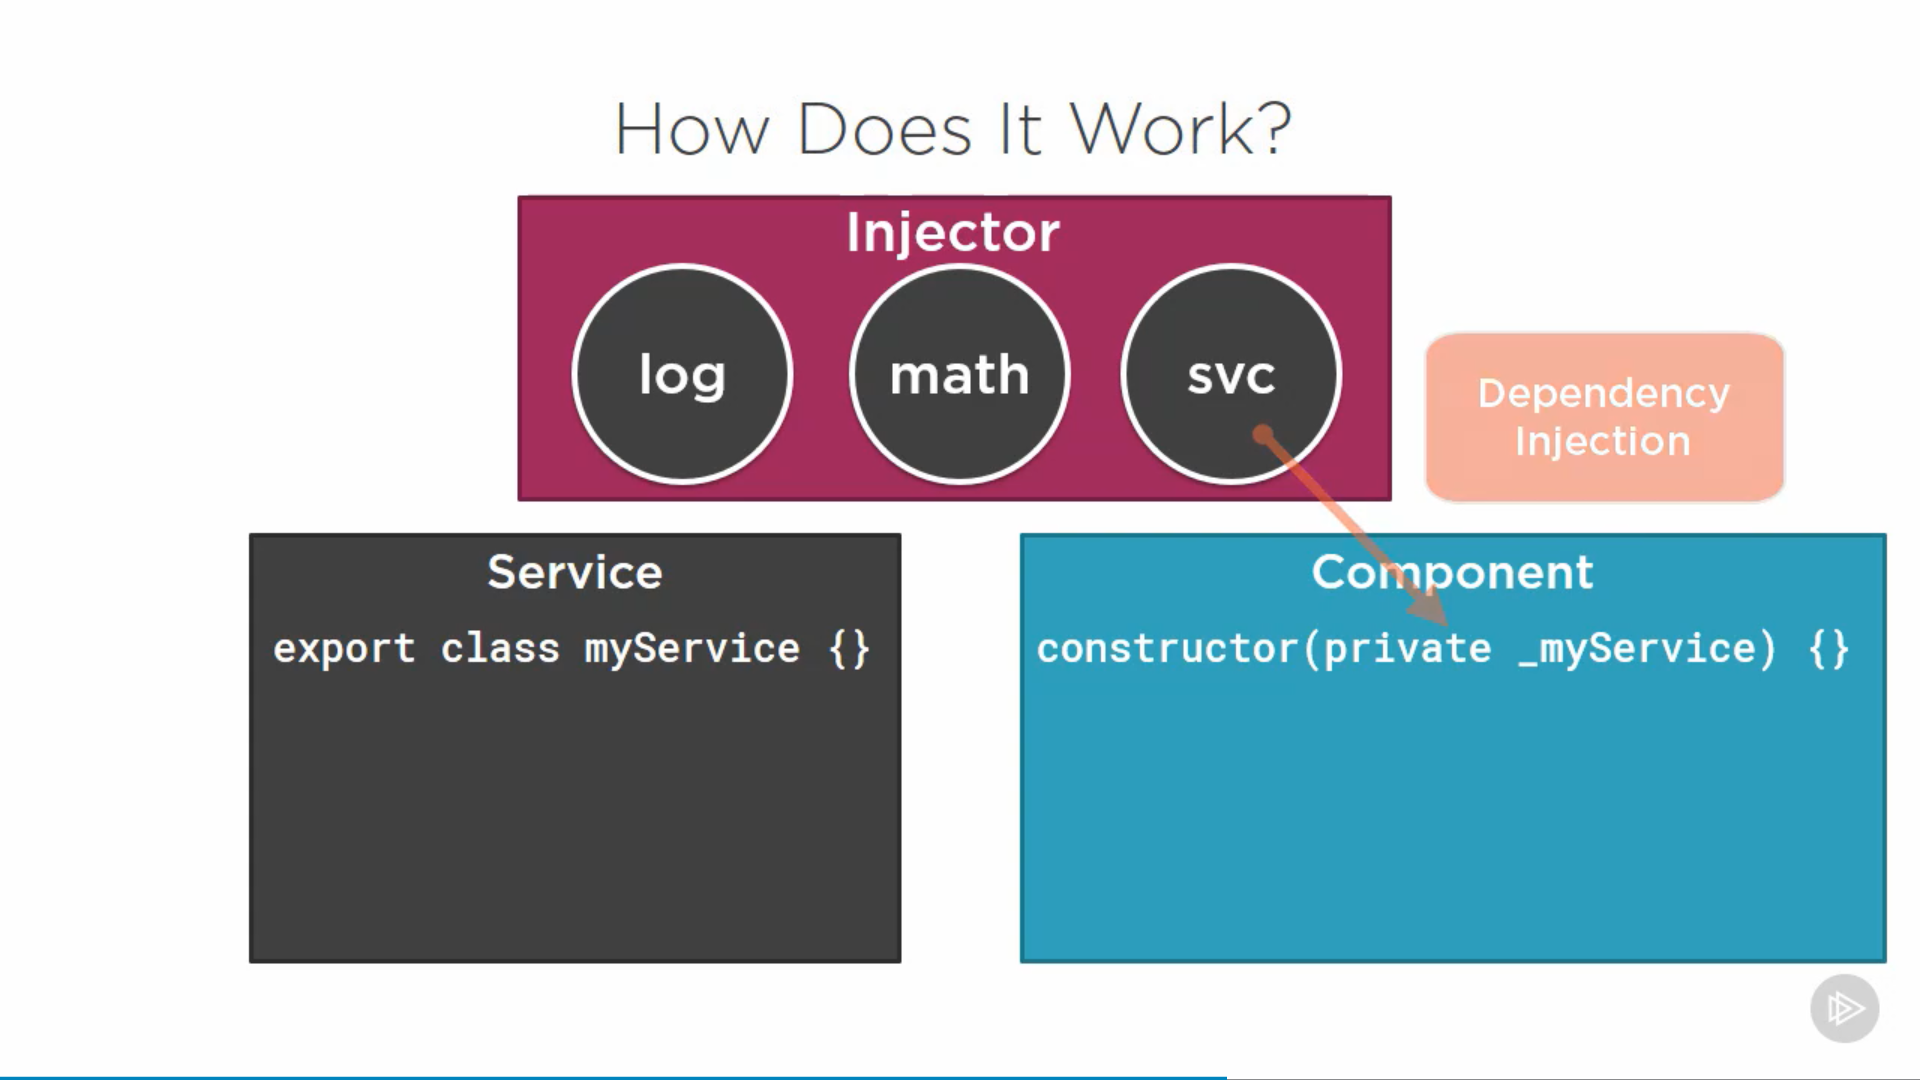 How Does It Work?
Injector
log
math
svc
Dependency
Injection
Service
export class myService {}
Component
constructor(private _myService) {}